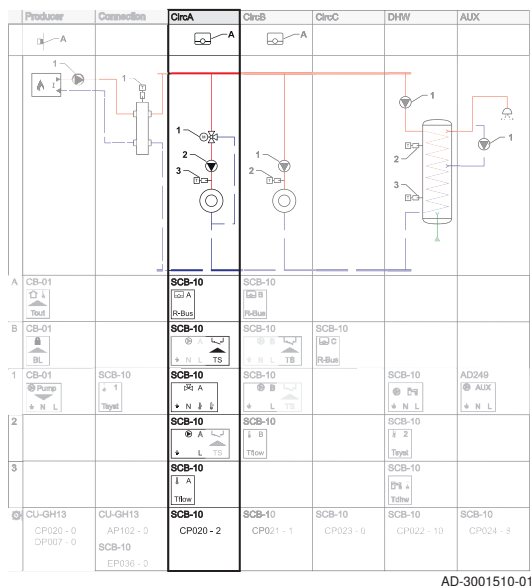 Producer Connection CircA CircB CircC DHW AUX
A A A
1 1 1
1 1 1
2 2 2
3 3
A CB-01 SCB-10 SCB-10
A B
Tout R-Bus R-Bus
B CB-01 SCB-10 SCB-10 SCB-10
A B C
BL N L TS N L TS R-Bus
1 CB-01 SCB-10 SCB-10 SCB-10 SCB-10 AD249
Pump 1 A B AUX
N L Tsyst N L TS N L N L
2 SCB-10 SCB-10 SCB-10
A B 2
L TS Tflow Tsyst
3 SCB-10 SCB-10
A
Tflow Tdhw
CU-GH13 CU-GH13 SCB-10 SCB-10 SCB-10 SCB-10 SCB-10
CP020 - 0 AP102 - 0 CP020 - 2 CP021 - 1 CP023 - 0 CP022 - 10 CP024 - 8
DP007 - 0
SCB-10
EP036 - 0
AD-3001510-01